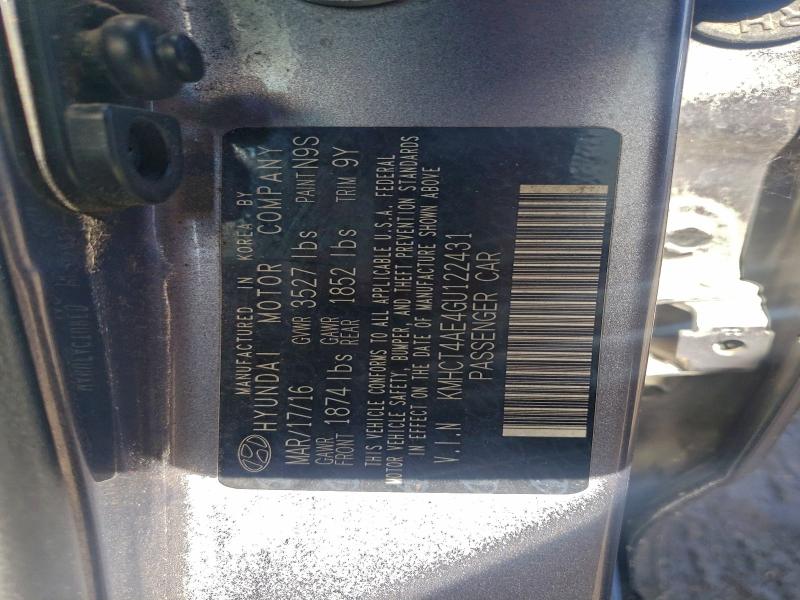 MANUFACTURED IN KOREA BY
HYUNDAI MOTOR COMPANY
MAR/17/16 GVWR 3527 lbs PAINT N9S
GAWR FRONT 1874 lbs GAWR REAR 1852 lbs TRIM 9Y
THIS VEHICLE CONFORMS TO ALL APPLICABLE U.S.A. FEDERAL
MOTOR VEHICLE SAFETY, BUMPER, AND THEFT PREVENTION STANDARDS
IN EFFECT ON THE DATE OF MANUFACTURE SHOWN ABOVE
V.I.N KMHCT4AE4GU122431
PASSENGER CAR